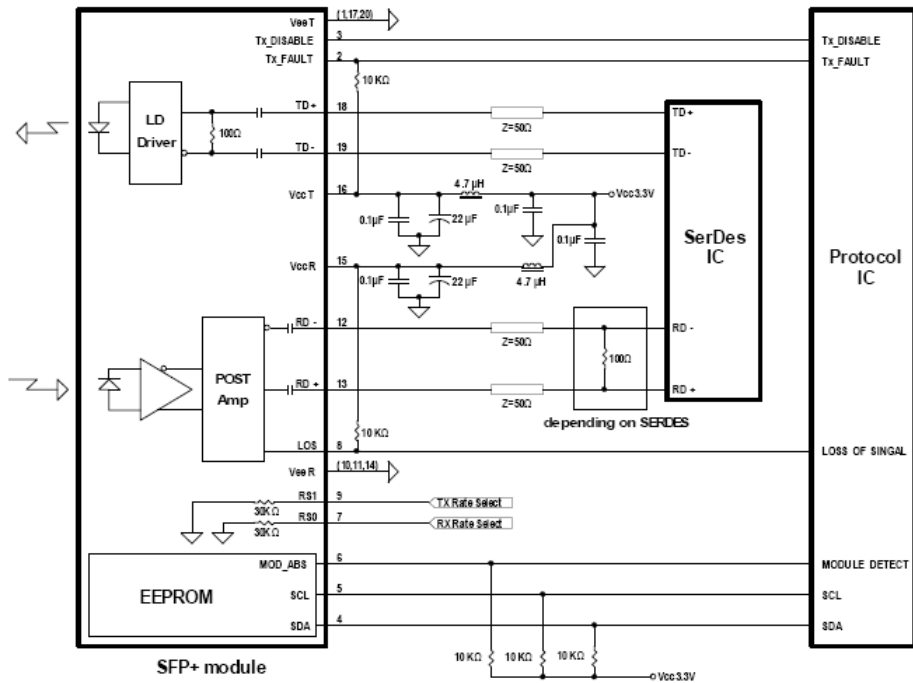 VeeT (1,17,20)
Tx_DISABLE 3 Tx_DISABLE
Tx_FAULT 2 Tx_FAULT
10 KΩ
LD Driver
100Ω
TD+ 18 Z=50Ω TD+
TD- 19 Z=50Ω TD-
VccT 16 4.7 µH Vcc3.3V
0.1µF 22 µF 0.1µF 0.1µF
SerDes IC
Protocol IC
VccR 15
0.1µF 22 µF 4.7 µH
RD - 12 Z=50Ω RD -
100Ω
POST Amp
RD + 13 Z=50Ω RD +
depending on SERDES
10 KΩ
LOS 8 LOSS OF SINGAL
VeeR (10,11,14)
RS1 9 TX Rate Select
30KΩ
RS0 7 RX Rate Select
30KΩ
MOD_ABS 6 MODULE DETECT
EEPROM
SCL 5 SCL
SDA 4 SDA
10 KΩ 10 KΩ 10 KΩ
SFP+ module
Vcc3.3V